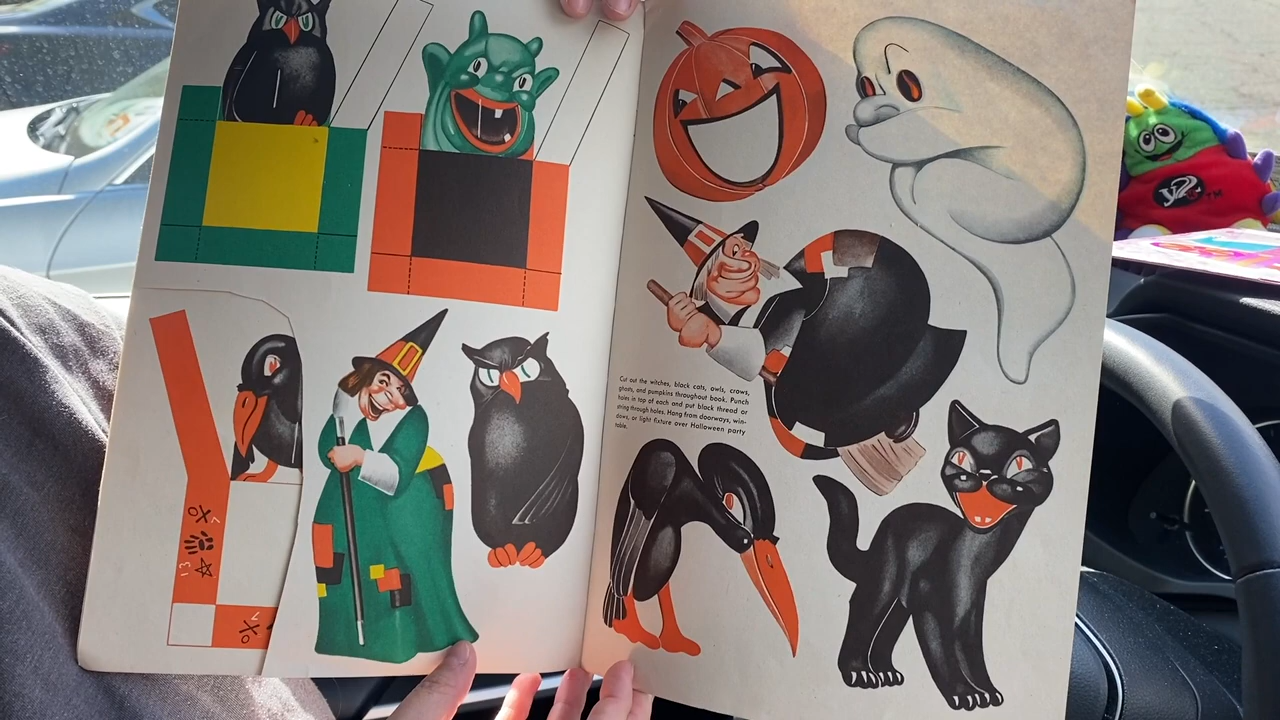 Cut out the witches, black cats, owls, crows,
ghosts, and pumpkins throughout book. Punch
holes in top of each and put black thread or
string through holes. Hang from doorways, win-
dows, or light fixture over Halloween party
table.
13